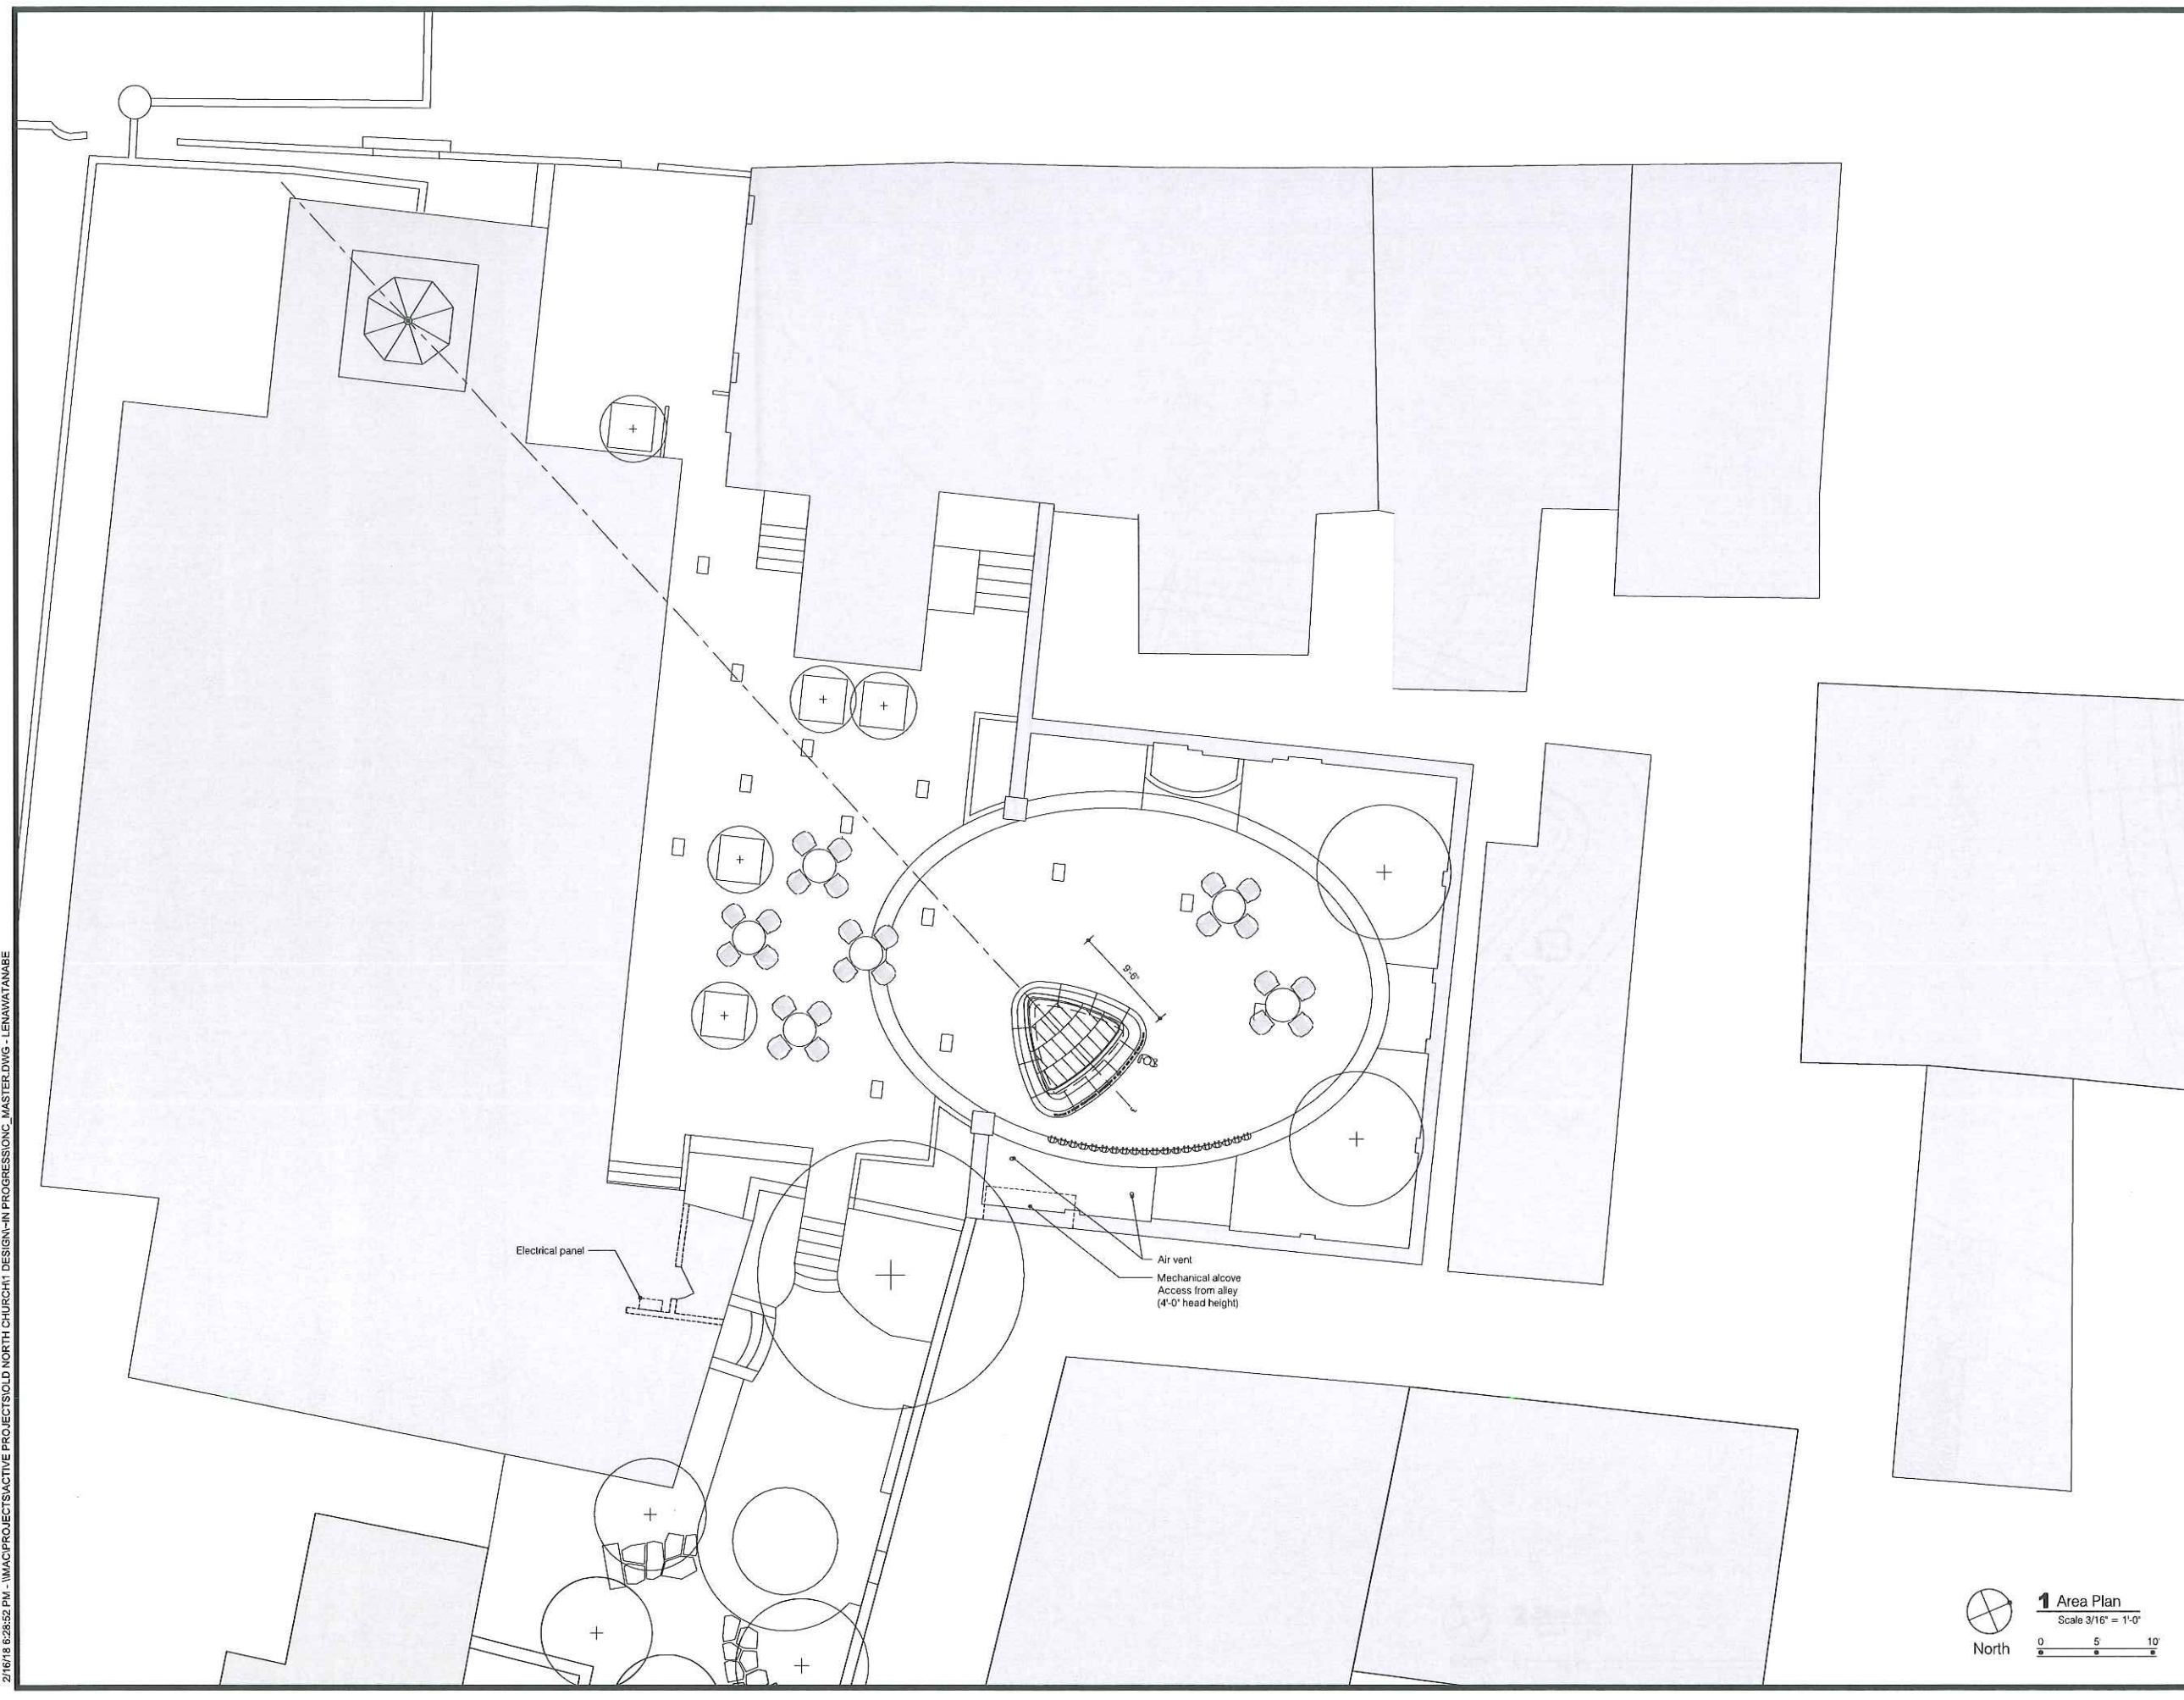 9'-6"
Electrical panel
Air vent
Mechanical alcove
Access from alley
(4'-0" head height)
2/16/18 6:28:52 PM - \\MAC\PROJECTS\ACTIVE PROJECTS\OLD NORTH CHURCH\1 DESIGN\~IN PROGRESS\ONC_MASTER.DWG - LENAWATANABE
1 Area Plan
Scale 3/16" = 1'-0"
North
0 5' 10'